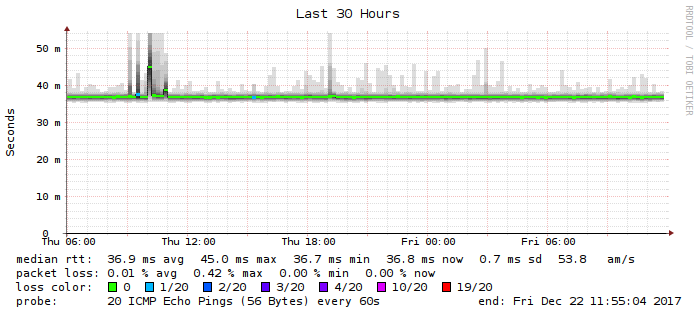 Last 30 Hours
RRDTOOL / TOBI OETIKER
Seconds
50 m
40 m
30 m
20 m
10 m
0
Thu 06:00 Thu 12:00 Thu 18:00 Fri 00:00 Fri 06:00
median rtt: 36.9 ms avg 45.0 ms max 36.7 ms min 36.8 ms now 0.7 ms sd 53.8 am/s
packet loss: 0.01 % avg 0.42 % max 0.00 % min 0.00 % now
loss color: 0 1/20 2/20 3/20 4/20 10/20 19/20
probe: 20 ICMP Echo Pings (56 Bytes) every 60s end: Fri Dec 22 11:55:04 2017